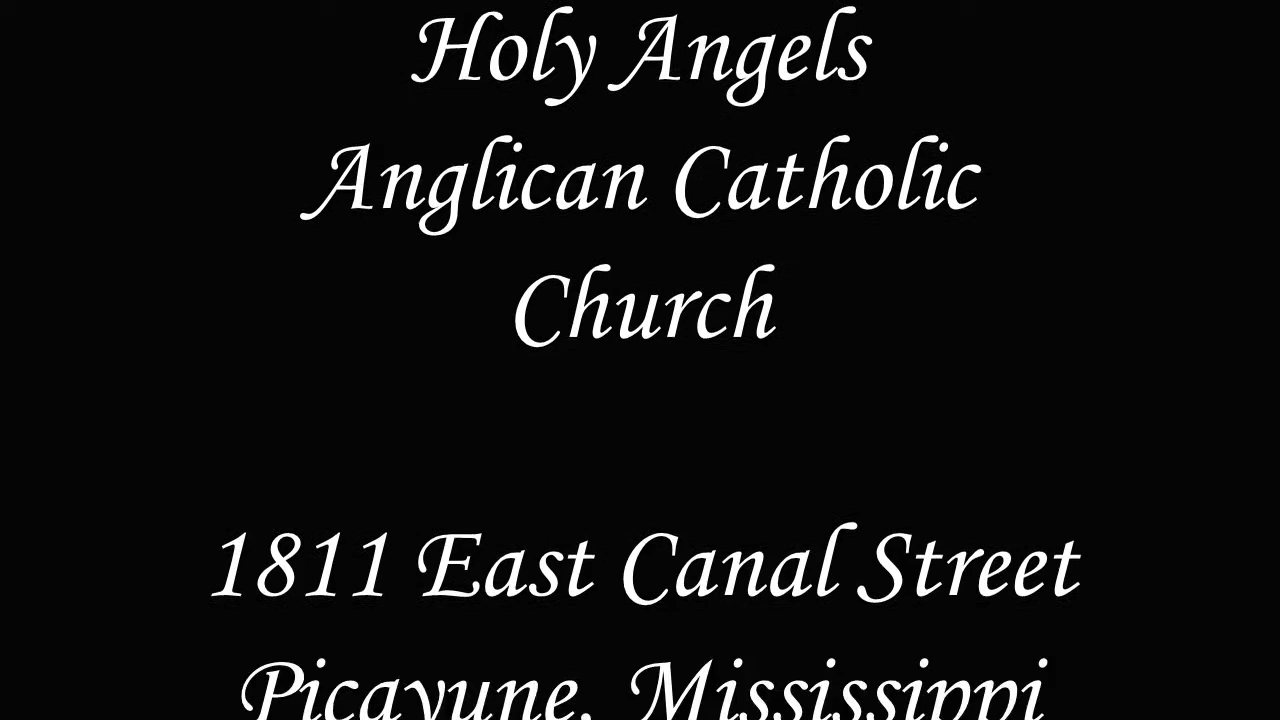 Holy Angels
Anglican Catholic
Church
1811 East Canal Street
Picayune, Mississippi